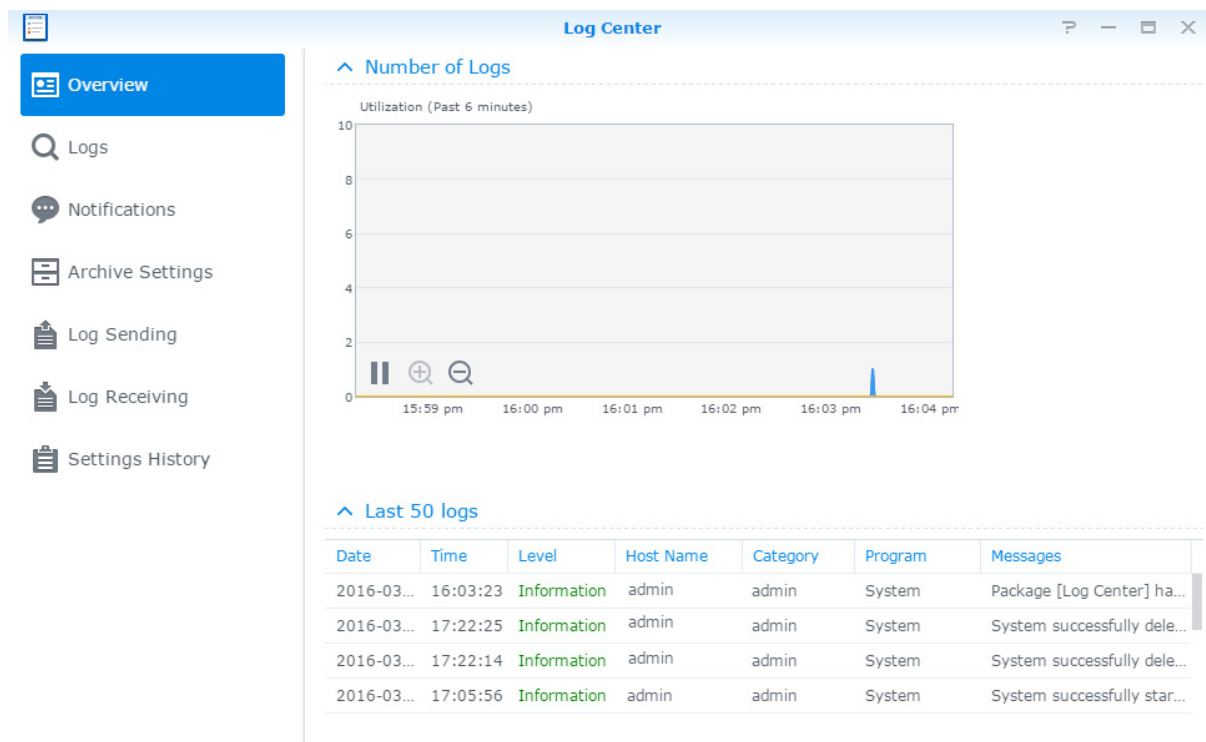 Log Center
Overview
Logs
Notifications
Archive Settings
Log Sending
Log Receiving
Settings History
Number of Logs
Utilization (Past 6 minutes)
10
8
6
4
2
0
15:59 pm 16:00 pm 16:01 pm 16:02 pm 16:03 pm 16:04 pm
Last 50 logs
Date Time Level Host Name Category Program Messages
2016-03... 16:03:23 Information admin admin System Package [Log Center] ha...
2016-03... 17:22:25 Information admin admin System System successfully dele...
2016-03... 17:22:14 Information admin admin System System successfully dele...
2016-03... 17:05:56 Information admin admin System System successfully star...